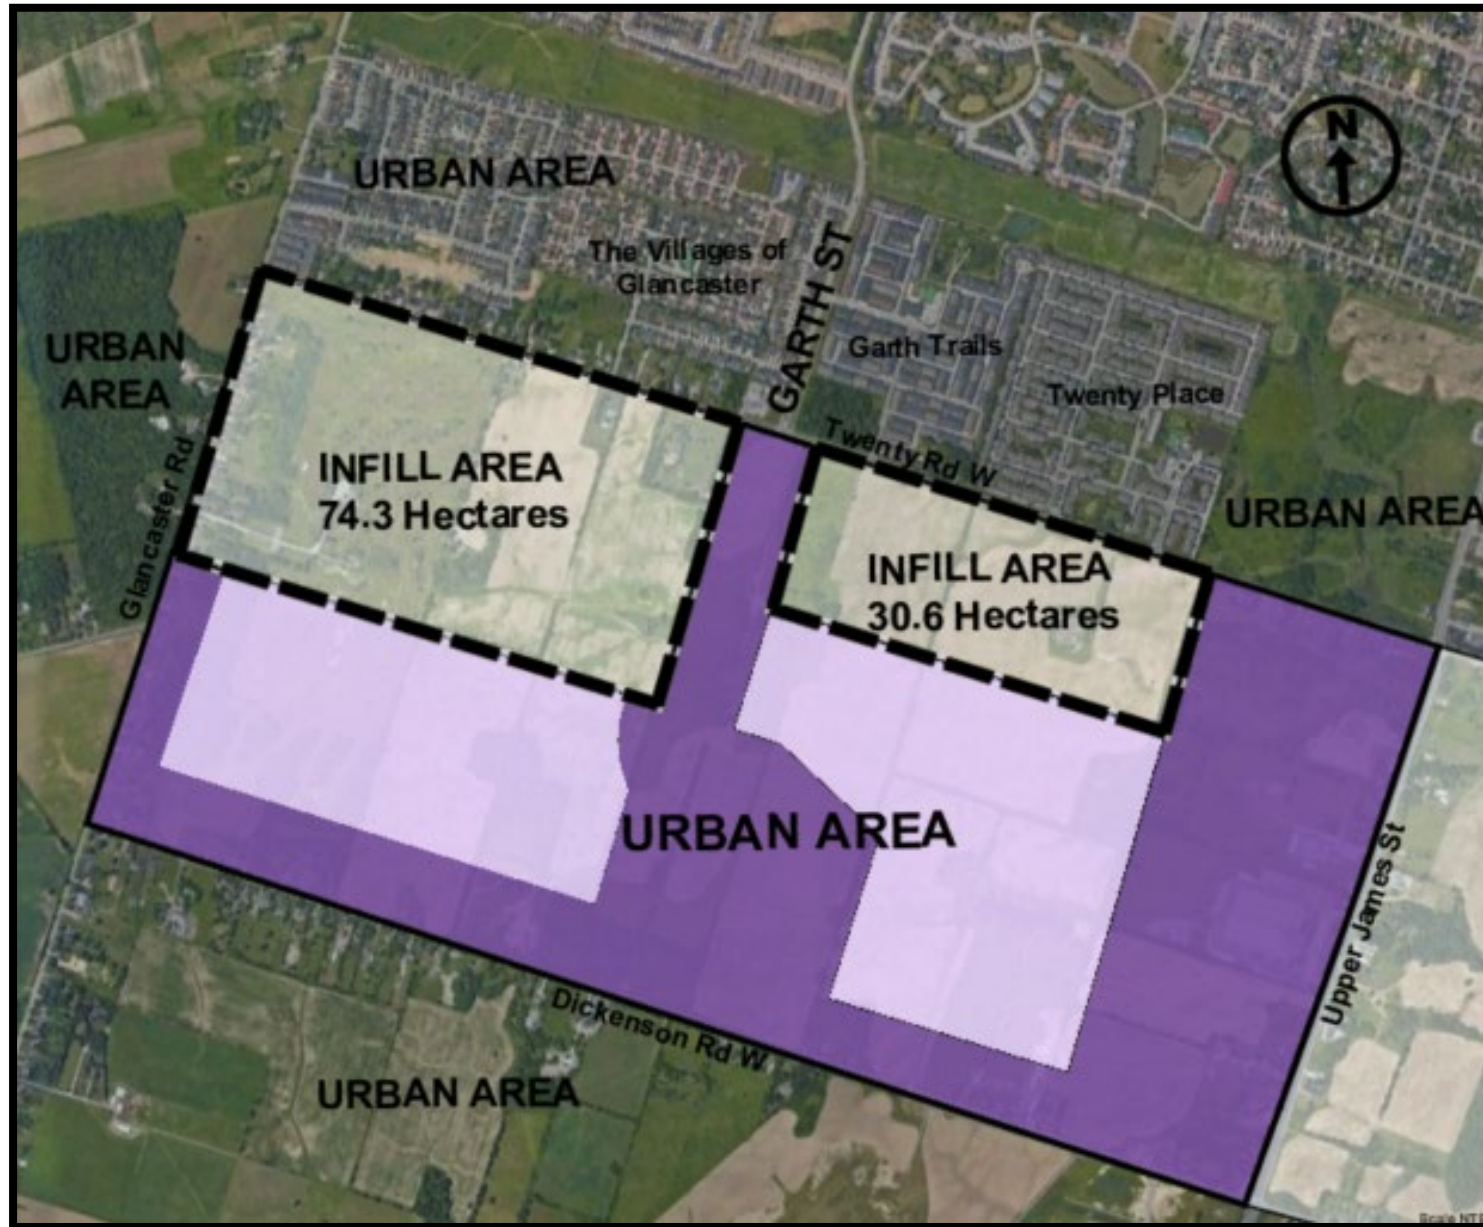 N
URBAN AREA
The Villages of
Glancaster
GARTH ST
Garth Trails
Twenty Place
URBAN
AREA
Twenty Rd W
INFILL AREA
74.3 Hectares
URBAN AREA
Glancaster Rd
INFILL AREA
30.6 Hectares
URBAN AREA
Upper James St
Dickenson Rd W
URBAN AREA